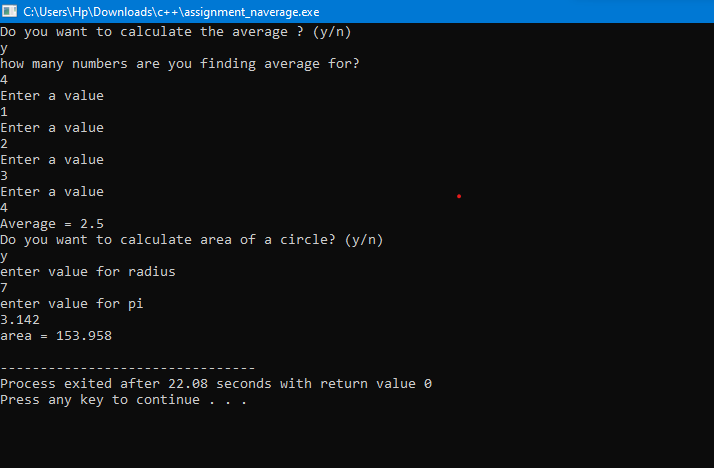 C:\Users\Hp\Downloads\c++\assignment_naverage.exe
Do you want to calculate the average ? (y/n)
y
how many numbers are you finding average for?
4
Enter a value
1
Enter a value
2
Enter a value
3
Enter a value
4
Average = 2.5
Do you want to calculate area of a circle? (y/n)
y
enter value for radius
7
enter value for pi
3.142
area = 153.958
--------------------------------
Process exited after 22.08 seconds with return value 0
Press any key to continue . . .